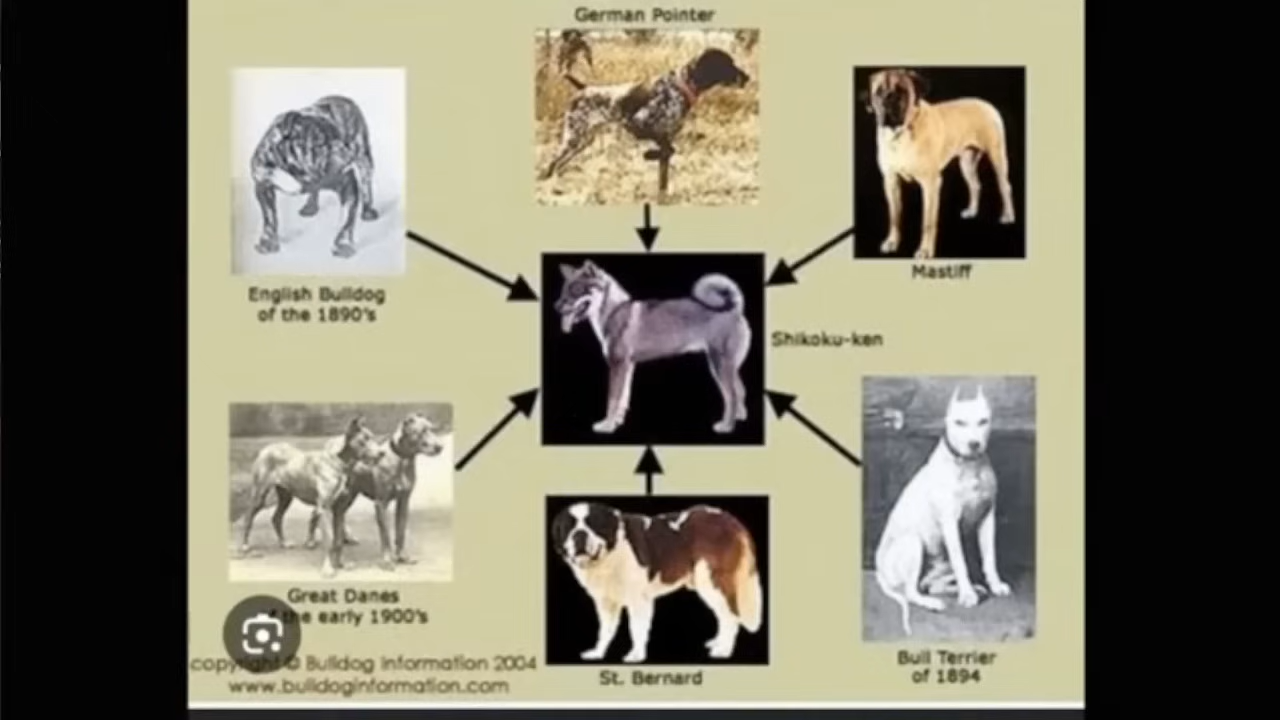 German Pointer
English Bulldog
of the 1890's
Mastiff
Shikoku-ken
Great Danes
the early 1900's
Bull Terrier
of 1894
St. Bernard
copyright © Bulldog Information 2004
www.bulldoginformation.com